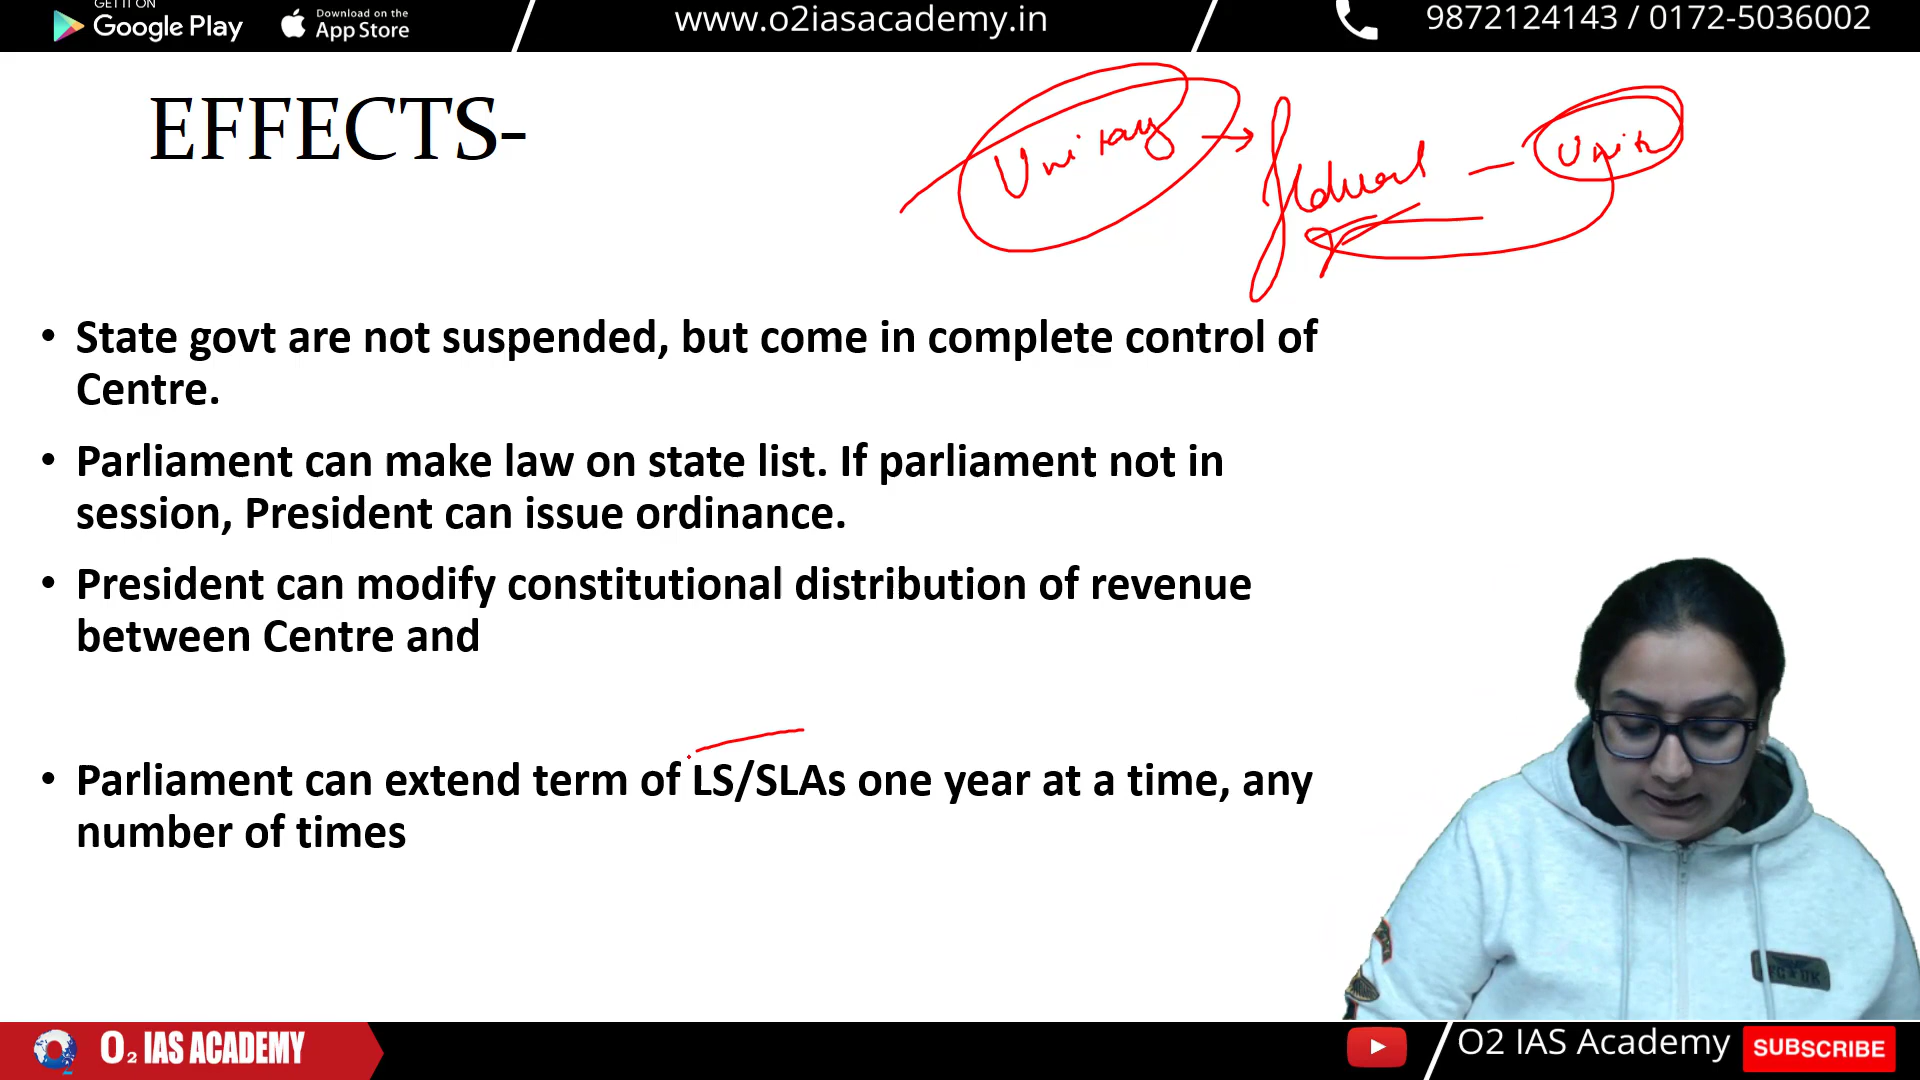 GET IT ON
Google Play
Download on the
App Store
www.o2iasacademy.in
9872124143 / 0172-5036002
EFFECTS-
Unitary → federal — Unita
• State govt are not suspended, but come in complete control of
Centre.
• Parliament can make law on state list. If parliament not in
session, President can issue ordinance.
• President can modify constitutional distribution of revenue
between Centre and
• Parliament can extend term of LS/SLAs one year at a time, any
number of times
O2 IAS ACADEMY
O2 IAS Academy
SUBSCRIBE